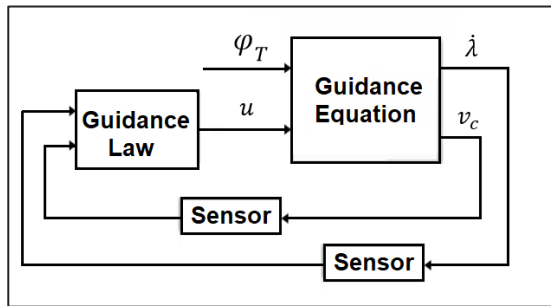 φ_T
λ̇
Guidance
Equation
u
v_c
Guidance
Law
Sensor
Sensor